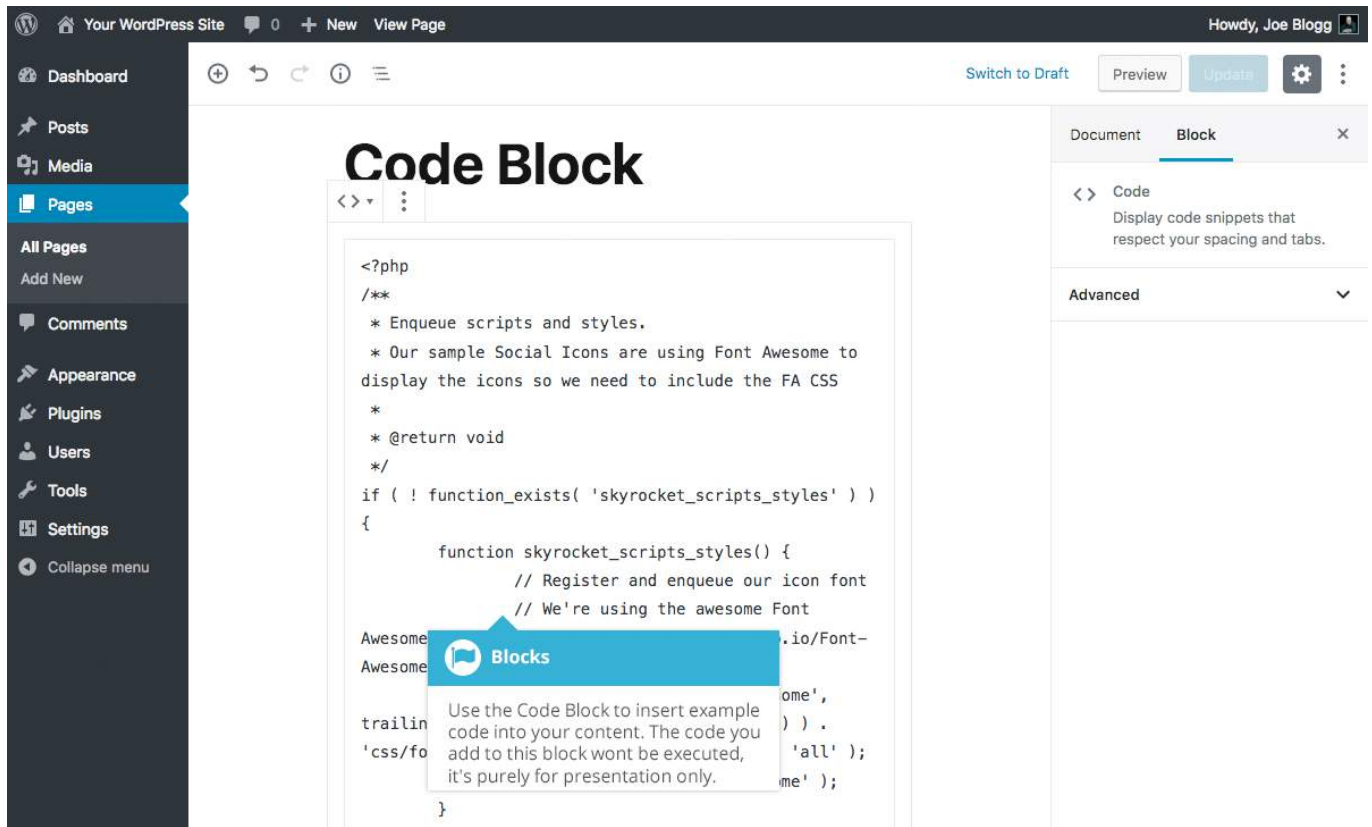 Your WordPress Site 0 + New View Page Howdy, Joe Blogg
Dashboard
Posts
Media
Pages
All Pages
Add New
Comments
Appearance
Plugins
Users
Tools
Settings
Collapse menu
Switch to Draft Preview Update
Code Block
<?php
/**
 * Enqueue scripts and styles.
 * Our sample Social Icons are using Font Awesome to
display the icons so we need to include the FA CSS
 *
 * @return void
 */
if ( ! function_exists( 'skyrocket_scripts_styles' ) )
{
        function skyrocket_scripts_styles() {
                // Register and enqueue our icon font
                // We're using the awesome Font
Awesome .io/Font-
Awesome
ome',
trailin ) ) .
'css/fo 'all' );
me' );
        }
Blocks
Use the Code Block to insert example
code into your content. The code you
add to this block wont be executed,
it's purely for presentation only.
Document Block ×
Code
Display code snippets that
respect your spacing and tabs.
Advanced